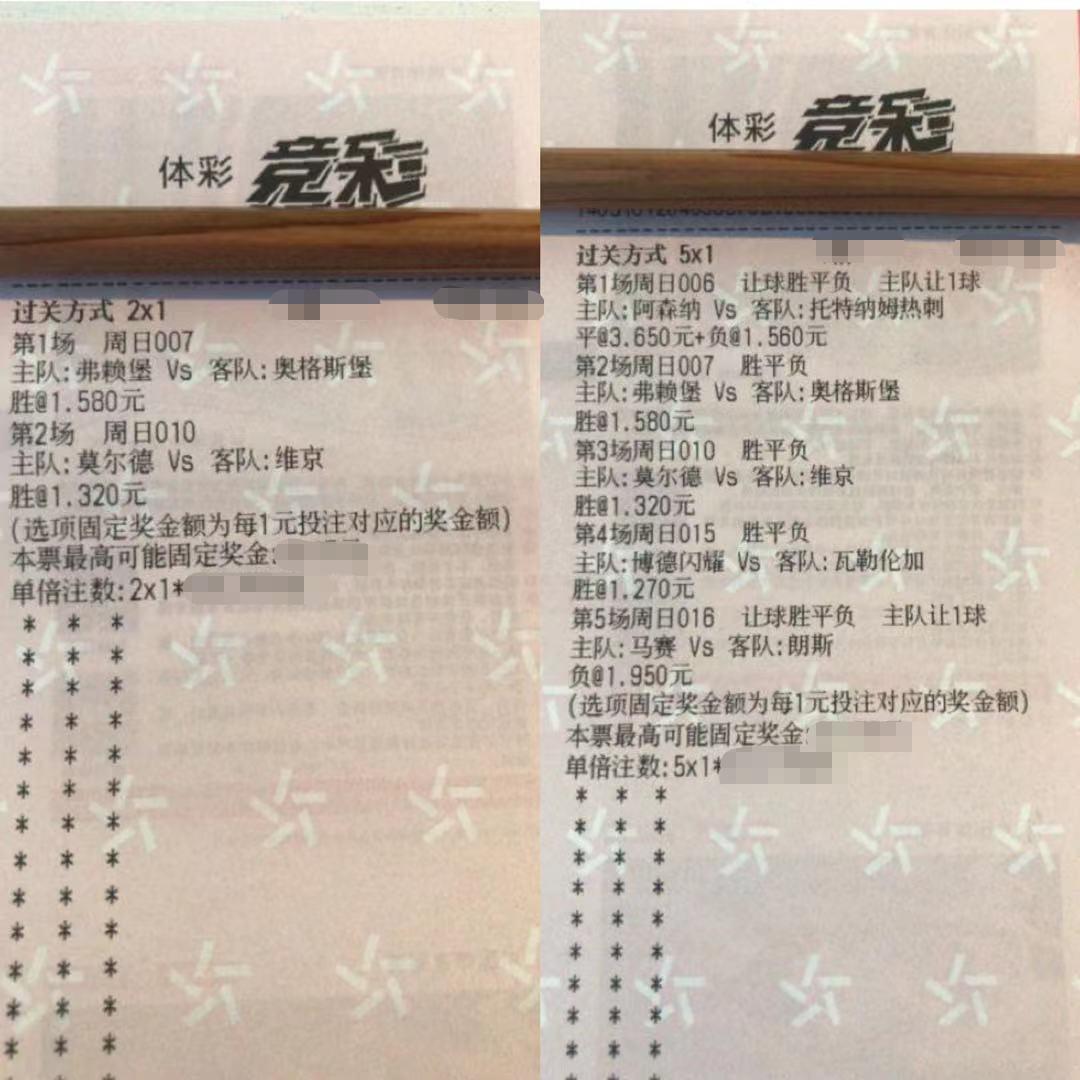 体彩 竞彩
过关方式 2x1
第1场 周日007
主队:弗赖堡 Vs 客队:奥格斯堡
胜@1.580元
第2场 周日010
主队:莫尔德 Vs 客队:维京
胜@1.320元
(选项固定奖金额为每1元投注对应的奖金额)
本票最高可能固定奖金:
单倍注数:2x1*
* * *
* * *
* * *
* * *
* * *
* * *
* * *
* * *
* * *
* * *
* * *
* * *
* * *
体彩 竞彩
过关方式 5x1
第1场周日006 让球胜平负 主队让1球
主队:阿森纳 Vs 客队:托特纳姆热刺
平@3.650元+负@1.560元
第2场周日007 胜平负
主队:弗赖堡 Vs 客队:奥格斯堡
胜@1.580元
第3场周日010 胜平负
主队:莫尔德 Vs 客队:维京
胜@1.320元
第4场周日015 胜平负
主队:博德闪耀 Vs 客队:瓦勒伦加
胜@1.270元
第5场周日016 让球胜平负 主队让1球
主队:马赛 Vs 客队:朗斯
负@1.950元
(选项固定奖金额为每1元投注对应的奖金额)
本票最高可能固定奖金:
单倍注数:5x1*
* * *
* * *
* * *
* * *
* * *
* * *
* * *
* * *
* * *